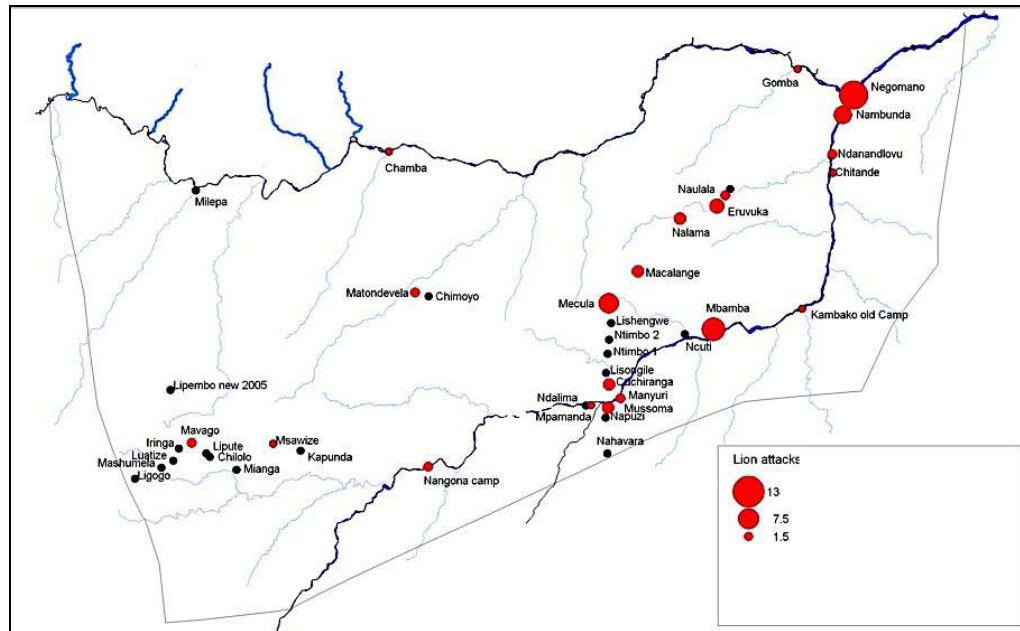 Gomba
Negomano
Nambunda
Ndanandlovu
Chamba
Chitande
Naulala
Milepa
Eruvuka
Nalama
Macalange
Matondevela
Chimoyo
Mecula
Mbamba
Lishengwe
Kambako old Camp
Ntimbo 2
Ncuti
Ntimbo 1
Lisongile
Cuchiranga
Lipembo new 2005
Ndalima
Manyuri
Mpamanda
Mussoma
Napuzi
Mavago
Iringa
Lipute
Msawize
Luatize
Chilolo
Kapunda
Nahavara
Mashumela
Mianga
Ligogo
Nangona camp
Lion attacks
13
7.5
1.5